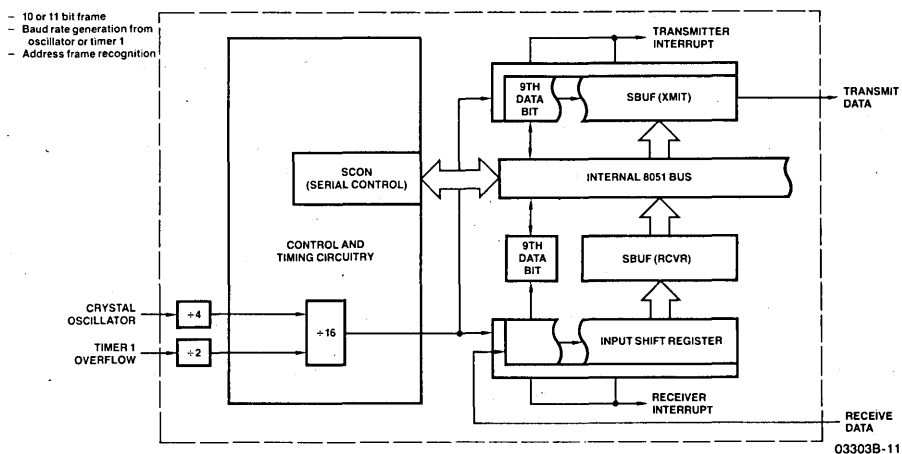 – 10 or 11 bit frame
– Baud rate generation from
oscillator or timer 1
– Address frame recognition
TRANSMITTER
INTERRUPT
9TH
DATA
BIT
SBUF (XMIT)
TRANSMIT
DATA
SCON
(SERIAL CONTROL)
INTERNAL 8051 BUS
CONTROL AND
TIMING CIRCUITRY
9TH
DATA
BIT
SBUF (RCVR)
CRYSTAL
OSCILLATOR
÷4
÷16
TIMER 1
OVERFLOW
÷2
INPUT SHIFT REGISTER
RECEIVER
INTERRUPT
RECEIVE
DATA
03303B-11